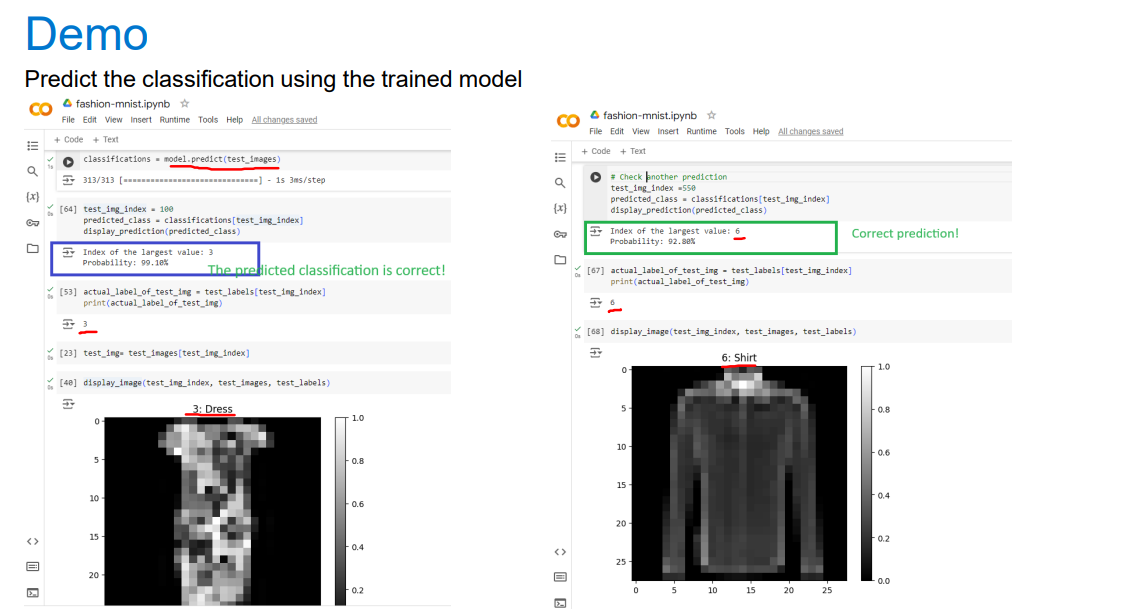 Demo
Predict the classification using the trained model
fashion-mnist.ipynb
File Edit View Insert Runtime Tools Help All changes saved
+ Code + Text
classifications = model.predict(test_images)
1s
313/313 [==============================] - 1s 3ms/step
[64] test_img_index = 100
0s
predicted_class = classifications[test_img_index]
display_prediction(predicted_class)
Index of the largest value: 3
Probability: 99.10%
The predicted classification is correct!
[53] actual_label_of_test_img = test_labels[test_img_index]
0s
print(actual_label_of_test_img)
3
[23] test_img= test_images[test_img_index]
0s
[40] display_image(test_img_index, test_images, test_labels)
0s
3: Dress
0
5
10
15
20
1.0
0.8
0.6
0.4
0.2
fashion-mnist.ipynb
File Edit View Insert Runtime Tools Help All changes saved
+ Code + Text
# Check another prediction
test_img_index =550
predicted_class = classifications[test_img_index]
display_prediction(predicted_class)
Index of the largest value: 6
Probability: 92.80%
Correct prediction!
[67] actual_label_of_test_img = test_labels[test_img_index]
0s
print(actual_label_of_test_img)
6
[68] display_image(test_img_index, test_images, test_labels)
0s
6: Shirt
0
5
10
15
20
25
0 5 10 15 20 25
1.0
0.8
0.6
0.4
0.2
0.0